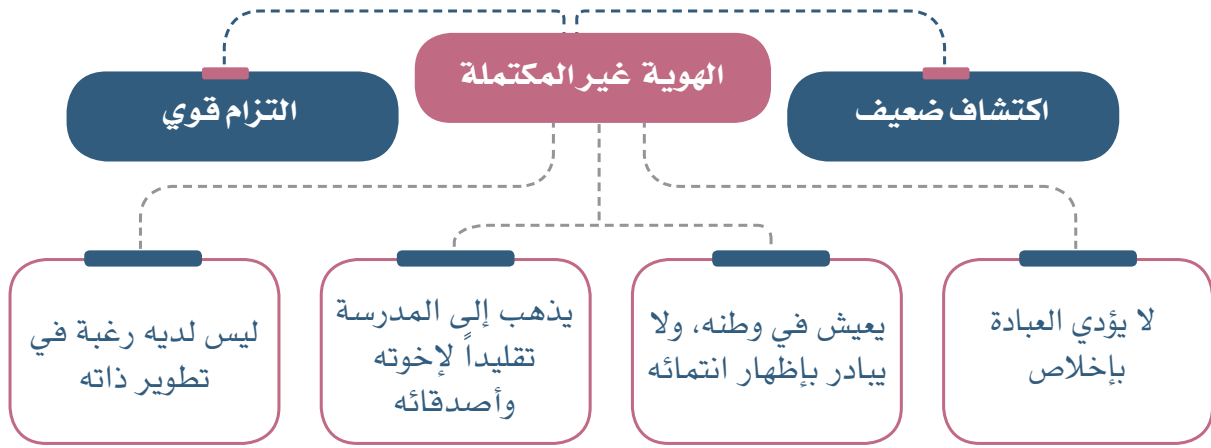 الهوية غير المكتملة
اكتشاف ضعيف
التزام قوي
لا يؤدي العبادة
بإخلاص
يعيش في وطنه، ولا
يبادر بإظهار انتمائه
يذهب إلى المدرسة
تقليداً لإخوته
وأصدقائه
ليس لديه رغبة في
تطوير ذاته